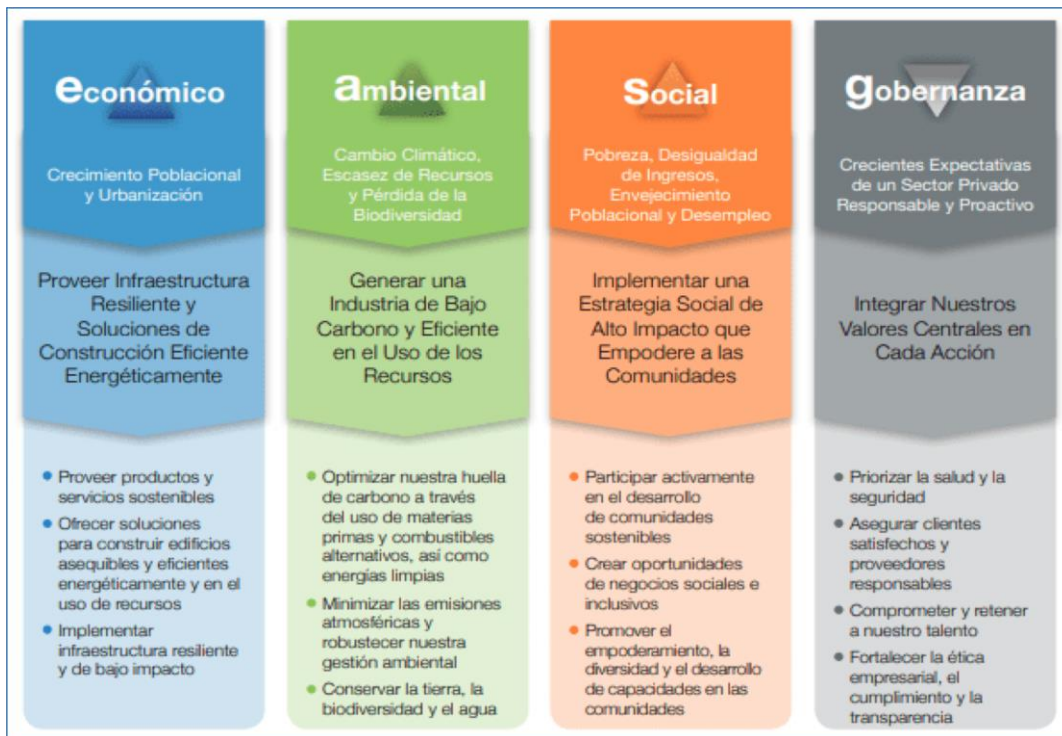 económico
Crecimiento Poblacional
y Urbanización
Proveer Infraestructura
Resiliente y
Soluciones de
Construcción Eficiente
Energéticamente
• Proveer productos y
servicios sostenibles
• Ofrecer soluciones
para construir edificios
asequibles y eficientes
energéticamente y en el
uso de recursos
• Implementar
infraestructura resiliente
y de bajo impacto
ambiental
Cambio Climático,
Escasez de Recursos
y Pérdida de la
Biodiversidad
Generar una
Industria de Bajo
Carbono y Eficiente
en el Uso de los
Recursos
• Optimizar nuestra huella
de carbono a través
del uso de materias
primas y combustibles
alternativos, así como
energías limpias
• Minimizar las emisiones
atmosféricas y
robustecer nuestra
gestión ambiental
• Conservar la tierra, la
biodiversidad y el agua
social
Pobreza, Desigualdad
de Ingresos,
Envejecimiento
Poblacional y Desempleo
Implementar una
Estrategia Social de
Alto Impacto que
Empodere a las
Comunidades
• Participar activamente
en el desarrollo
de comunidades
sostenibles
• Crear oportunidades
de negocios sociales e
inclusivos
• Promover el
empoderamiento, la
diversidad y el desarrollo
de capacidades en las
comunidades
gobernanza
Crecientes Expectativas
de un Sector Privado
Responsable y Proactivo
Integrar Nuestros
Valores Centrales en
Cada Acción
• Priorizar la salud y la
seguridad
• Asegurar clientes
satisfechos y
proveedores
responsables
• Comprometer y retener
a nuestro talento
• Fortalecer la ética
empresarial, el
cumplimiento y la
transparencia